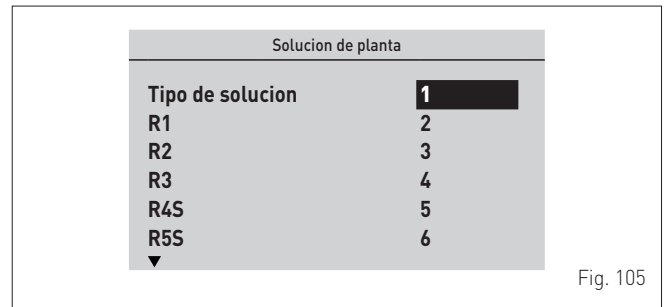 Solucion de planta
Tipo de solucion 1
R1 2
R2 3
R3 4
R4S 5
R5S 6
Fig. 105